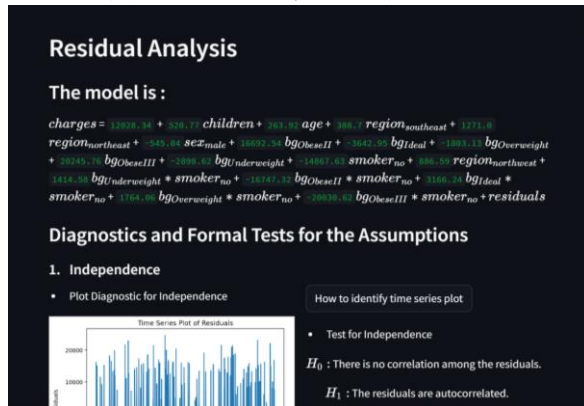 Residual Analysis
The model is :
charges = 12028.34 + 520.77 children + 263.92 age + 388.7 region_southeast + 1271.0
region_northeast + -545.84 sex_male + 16692.54 bg_ObeseII + -3642.95 bg_Ideal + -1803.13 bg_Overweight
+ 20245.76 bg_ObeseIII + -2098.62 bg_Underweight + -14867.63 smoker_no + 886.59 region_northwest +
1414.58 bg_Underweight * smoker_no + -16747.32 bg_ObeseII * smoker_no + 3166.24 bg_Ideal *
smoker_no + 1764.06 bg_Overweight * smoker_no + -20038.62 bg_ObeseIII * smoker_no + residuals
Diagnostics and Formal Tests for the Assumptions
1. Independence
• Plot Diagnostic for Independence
How to identify time series plot
Time Series Plot of Residuals
20000
10000
• Test for Independence
H0 : There is no correlation among the residuals.
H1 : The residuals are autocorrelated.